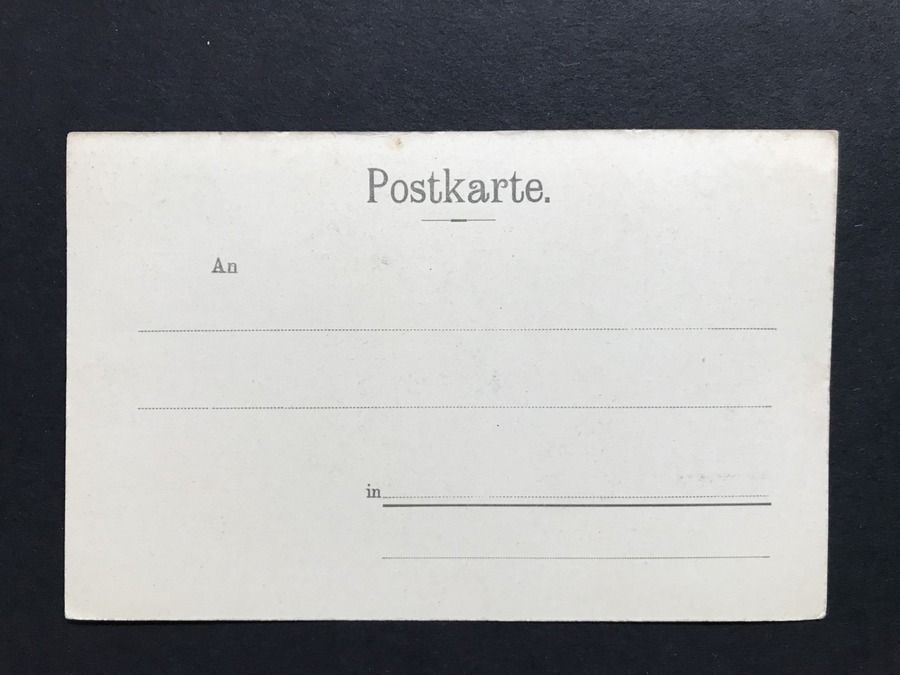 Postkarte.
An
in